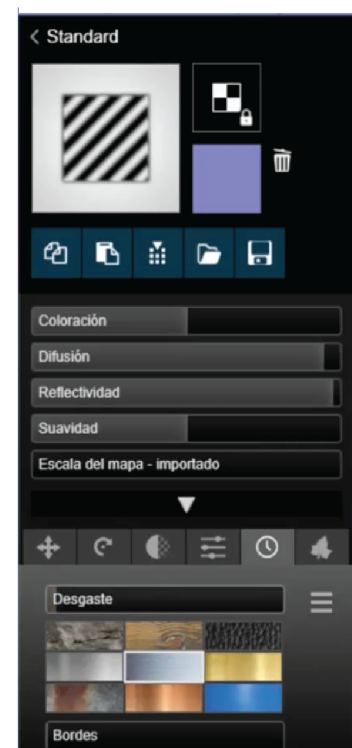 Standard
Coloración
Difusión
Reflectividad
Suavidad
Escala del mapa - importado
Desgaste
Bordes